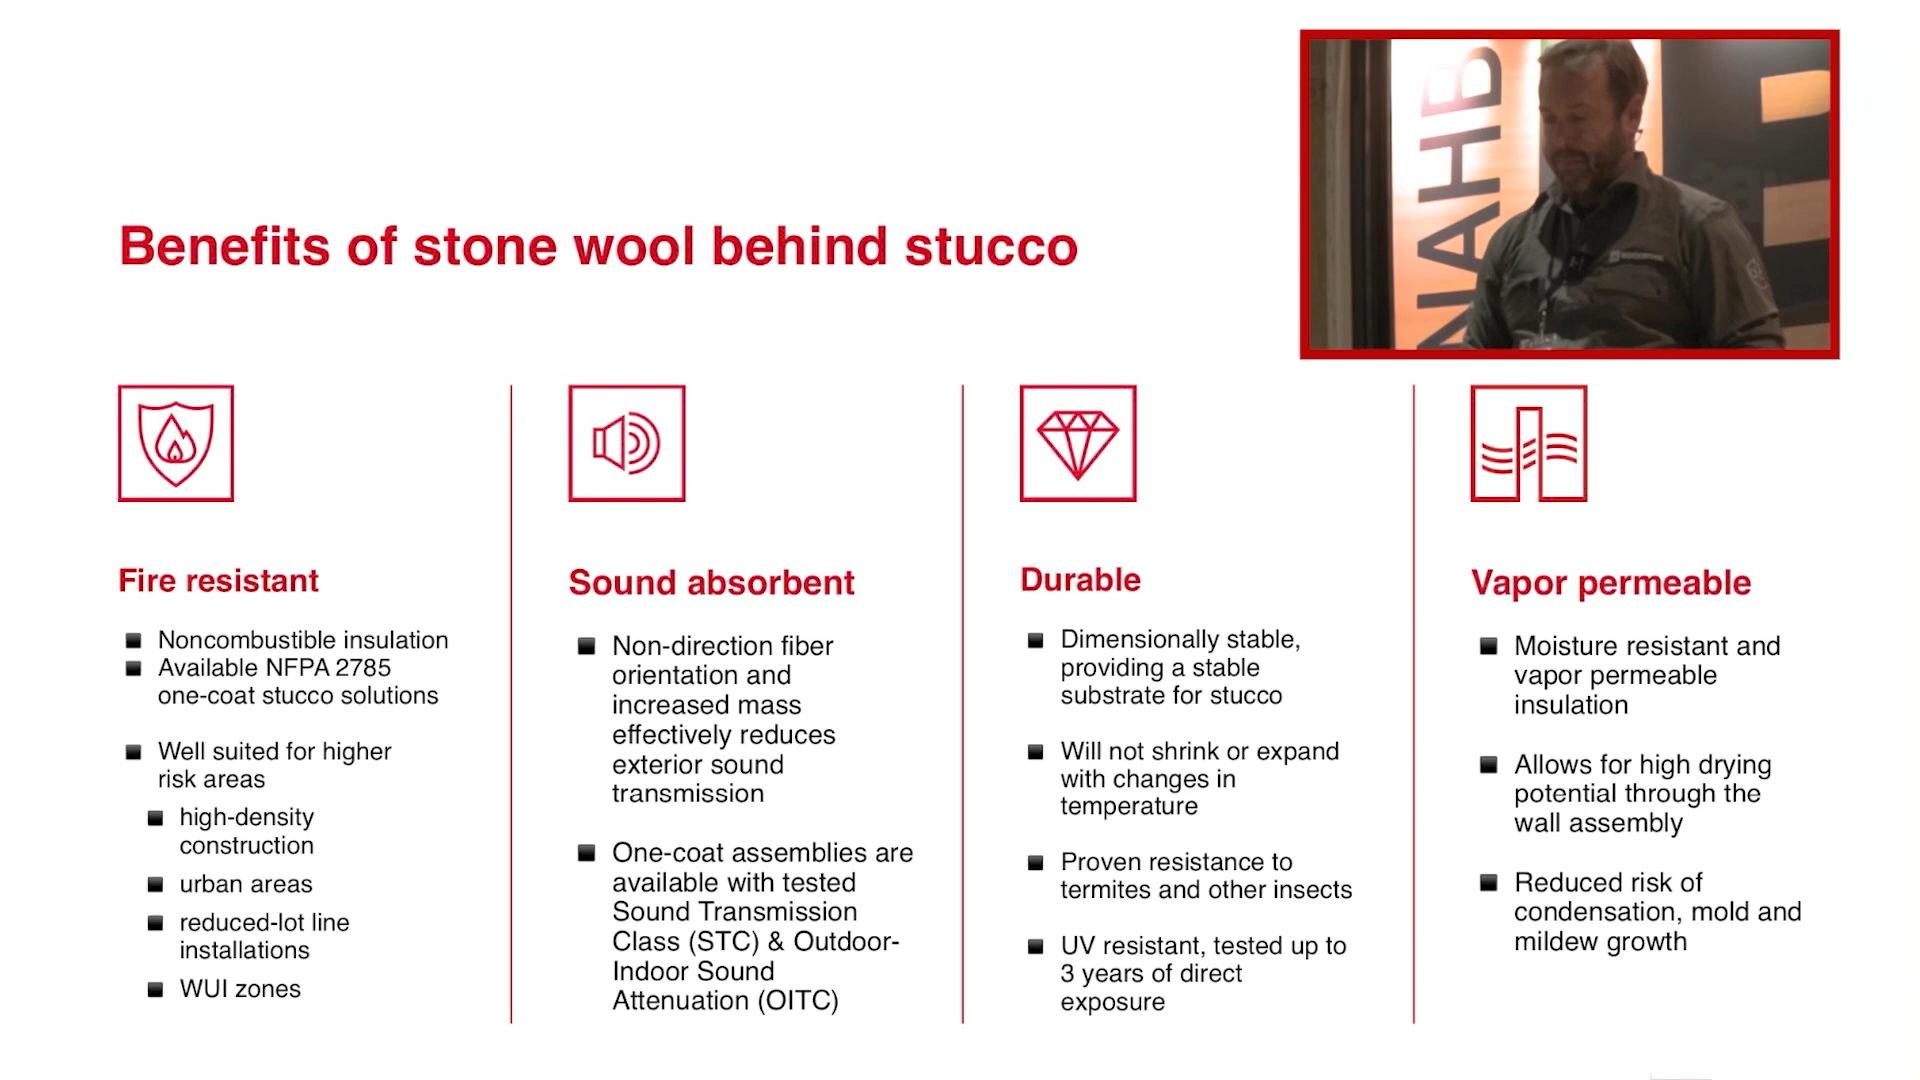 NAHB
Benefits of stone wool behind stucco
Fire resistant
Noncombustible insulation
Available NFPA 2785
one-coat stucco solutions
Well suited for higher
risk areas
high-density
construction
urban areas
reduced-lot line
installations
WUI zones
Sound absorbent
Non-direction fiber
orientation and
increased mass
effectively reduces
exterior sound
transmission
One-coat assemblies are
available with tested
Sound Transmission
Class (STC) & Outdoor-
Indoor Sound
Attenuation (OITC)
Durable
Dimensionally stable,
providing a stable
substrate for stucco
Will not shrink or expand
with changes in
temperature
Proven resistance to
termites and other insects
UV resistant, tested up to
3 years of direct
exposure
Vapor permeable
Moisture resistant and
vapor permeable
insulation
Allows for high drying
potential through the
wall assembly
Reduced risk of
condensation, mold and
mildew growth